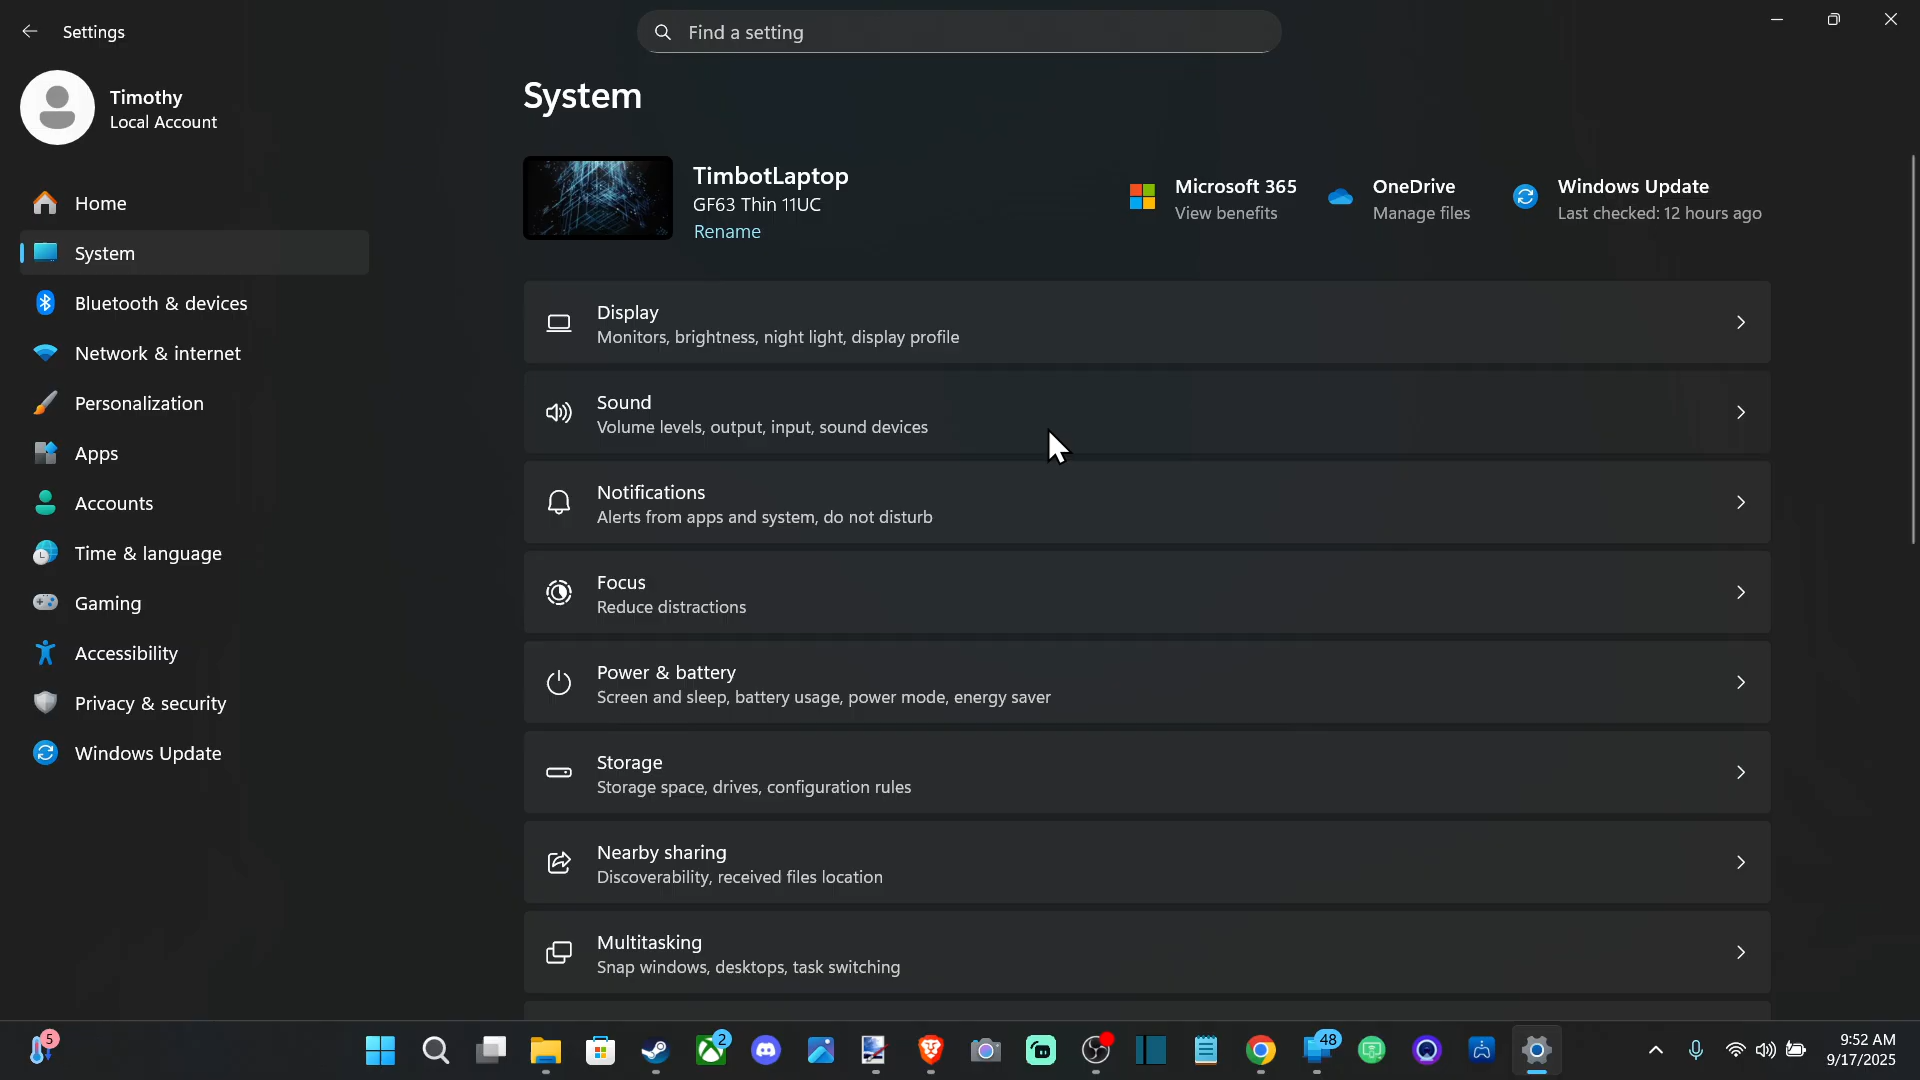 Settings
Find a setting
Timothy
Local Account
Home
System
Bluetooth & devices
Network & internet
Personalization
Apps
Accounts
Time & language
Gaming
Accessibility
Privacy & security
Windows Update
System
TimbotLaptop
GF63 Thin 11UC
Rename
Microsoft 365
View benefits
OneDrive
Manage files
Windows Update
Last checked: 12 hours ago
Display
Monitors, brightness, night light, display profile
Sound
Volume levels, output, input, sound devices
Notifications
Alerts from apps and system, do not disturb
Focus
Reduce distractions
Power & battery
Screen and sleep, battery usage, power mode, energy saver
Storage
Storage space, drives, configuration rules
Nearby sharing
Discoverability, received files location
Multitasking
Snap windows, desktops, task switching
5
2
48
9:52 AM
9/17/2025